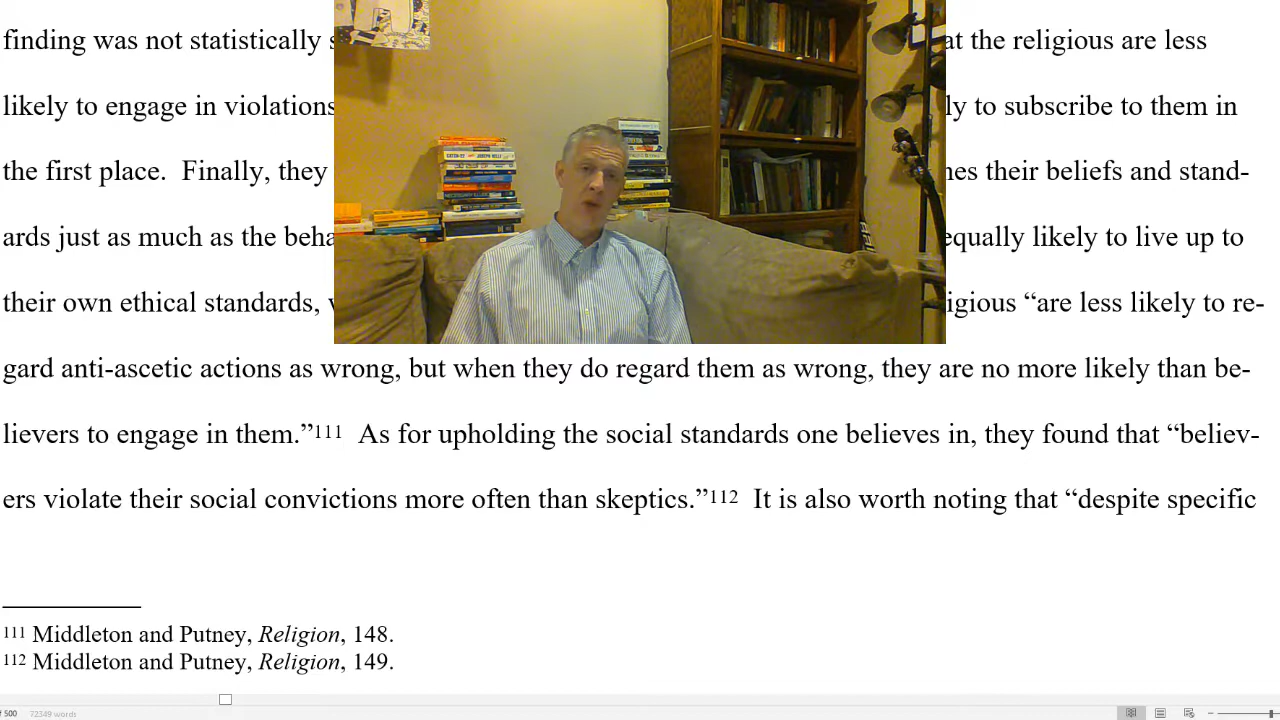 finding was not statistically at the religious are less
likely to engage in violations ly to subscribe to them in
the first place. Finally, they nes their beliefs and stand-
ards just as much as the beha equally likely to live up to
their own ethical standards, igious “are less likely to re-
gard anti-ascetic actions as wrong, but when they do regard them as wrong, they are no more likely than be-
lievers to engage in them.”111 As for upholding the social standards one believes in, they found that “believ-
ers violate their social convictions more often than skeptics.”112 It is also worth noting that “despite specific
111 Middleton and Putney, Religion, 148.
112 Middleton and Putney, Religion, 149.
f 500 72349 words